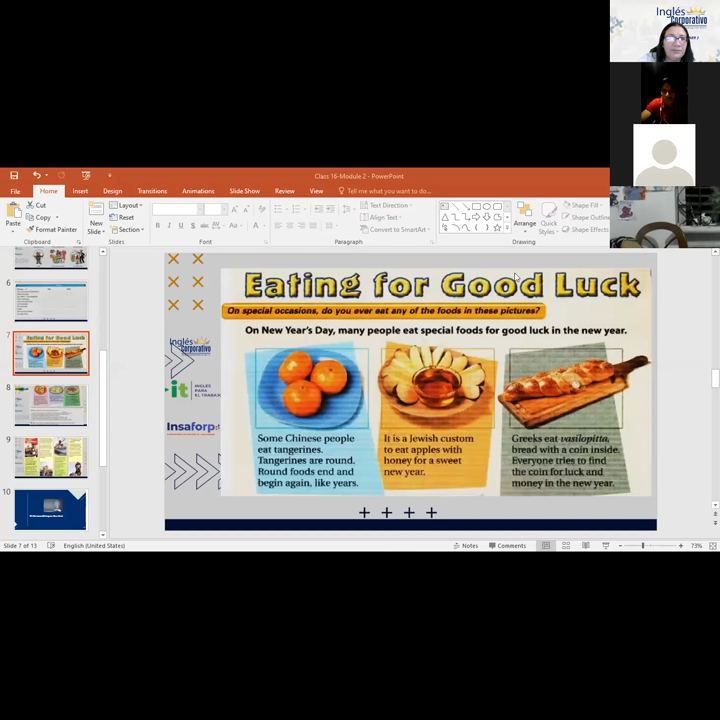 Inglés
Corporativo
Class 16-Module 2 - PowerPoint
File Home Insert Design Transitions Animations Slide Show Review View Tell me what you want to do...
Paste
Cut
Copy
Format Painter
New
Slide
Layout
Reset
Section
Text Direction
Align Text
Convert to SmartArt
Arrange
Quick
Styles
Shape Fill
Shape Outline
Shape Effects
Clipboard Slides Font Paragraph Drawing
6
7
8
9
10
Eating for Good Luck
On special occasions, do you ever eat any of the foods in these pictures?
On New Year's Day, many people eat special foods for good luck in the new year.
Inglés
Corporativo
it!
INGLÉS
PARA
EL TRABAJO
Insaforp
Some Chinese people
eat tangerines.
Tangerines are round.
Round foods end and
begin again, like years.
It is a Jewish custom
to eat apples with
honey for a sweet
new year.
Greeks eat vasilopitta,
bread with a coin inside.
Everyone tries to find
the coin for luck and
money in the new year.
Slide 7 of 13 English (United States) Notes Comments 73%